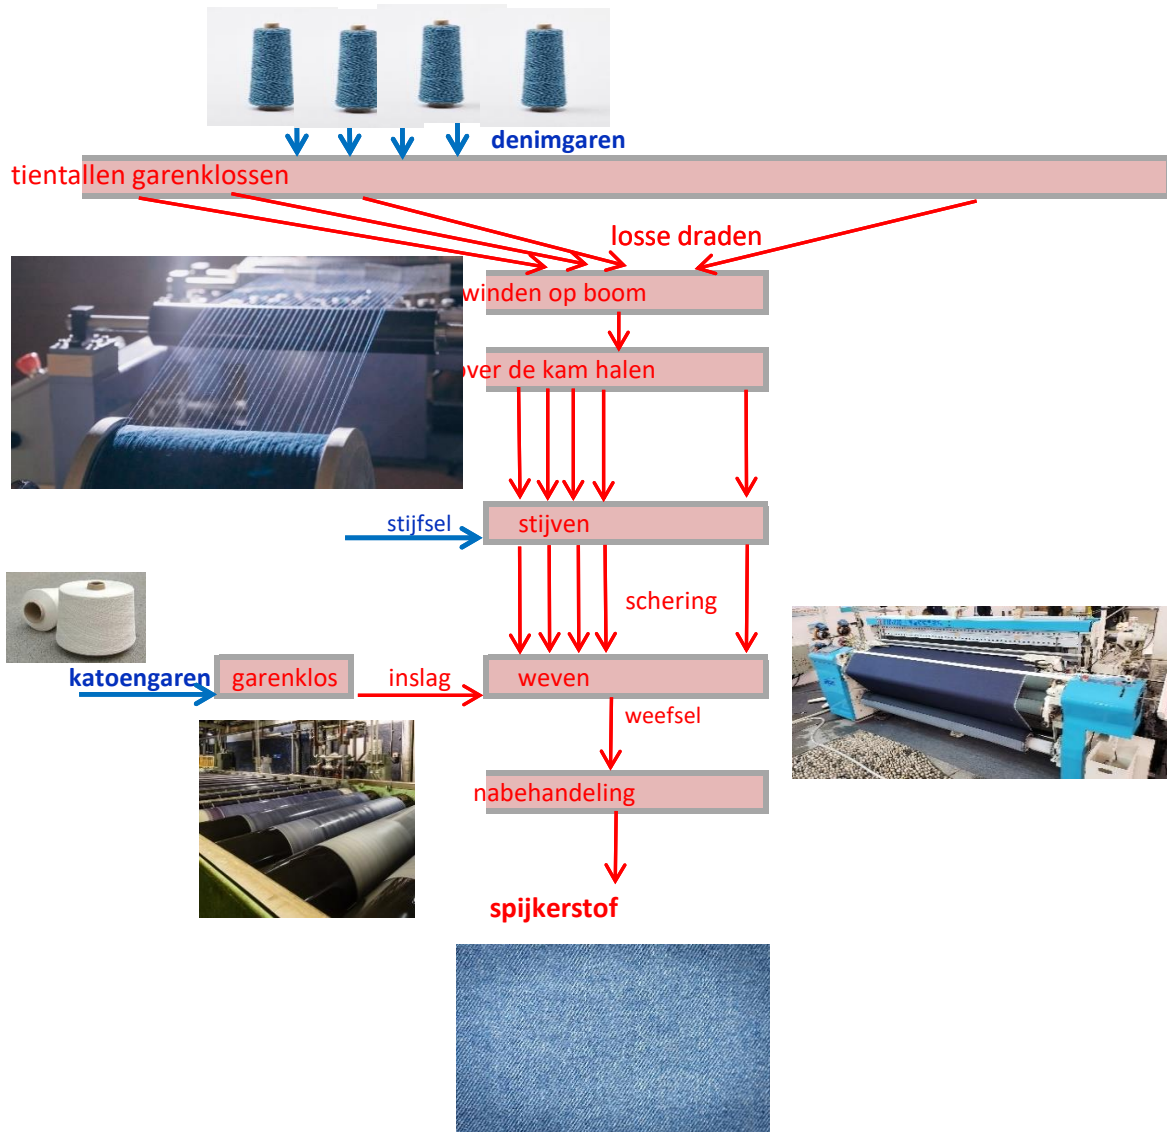 denimgaren
tientallen garenklossen
losse draden
winden op boom
over de kam halen
stijfsel
stijven
schering
katoengaren
garenklos
inslag
weven
weefsel
nabehandeling
spijkerstof